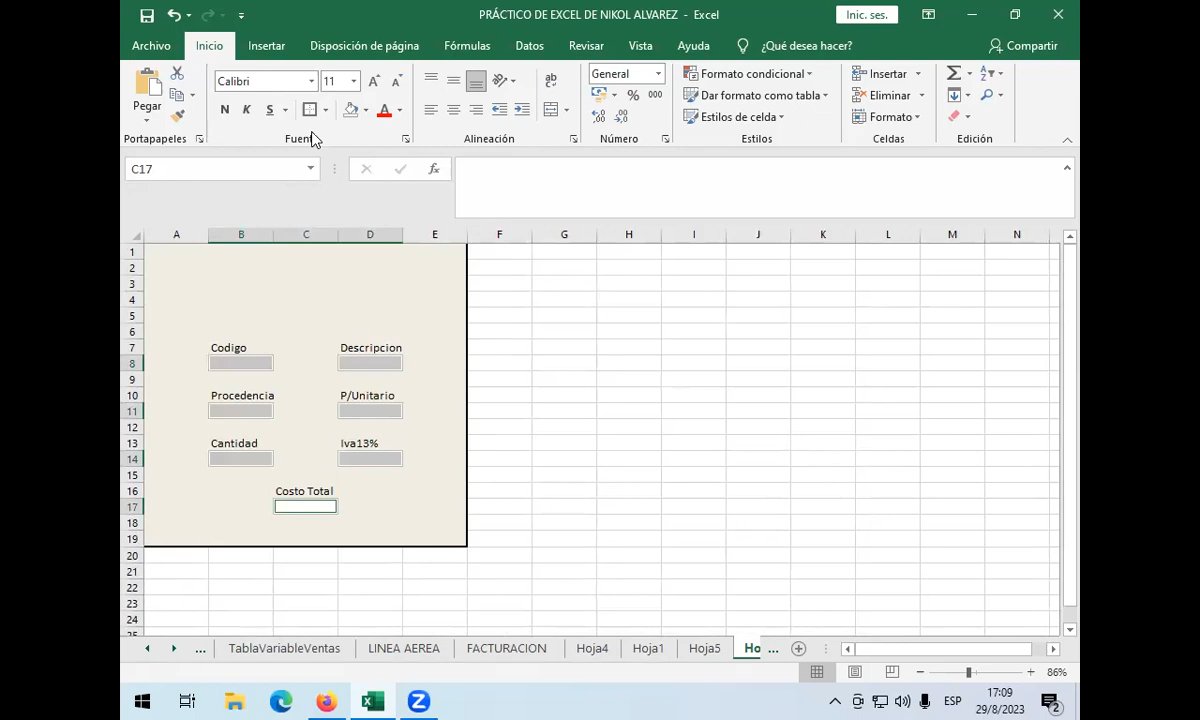 PRÁCTICO DE EXCEL DE NIKOL ALVAREZ - Excel
Inic. ses.
Archivo Inicio Insertar Disposición de página Fórmulas Datos Revisar Vista Ayuda ¿Qué desea hacer? Compartir
Calibri 11 General Formato condicional Insertar
Pegar N K S % 000 Dar formato como tabla Eliminar
Estilos de celda Formato
Portapapeles Alineación Número Estilos Celdas Edición
C17 fx
A B C D E F G H I J K L M N
1
2
3
4
5
6
7 Codigo Descripcion
8
9
10 Procedencia P/Unitario
11
12
13 Cantidad Iva13%
14
15
16 Costo Total
17
18
19
20
21
22
23
24
25
... TablaVariableVentas LINEA AEREA FACTURACION Hoja4 Hoja1 Hoja5 Ho ...
86%
ESP
17:09
29/8/2023
2